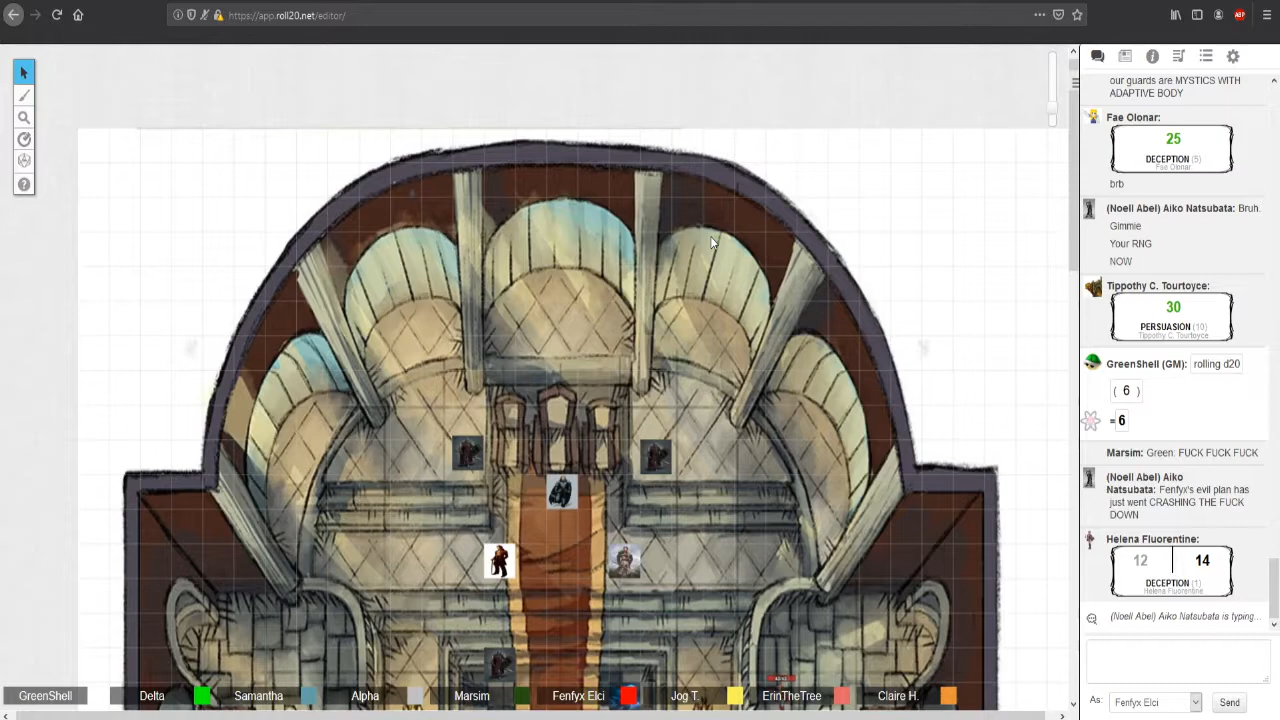 https://app.roll20.net/editor/
ABP
our guards are MYSTICS WITH
ADAPTIVE BODY
Fae Olonar:
25
DECEPTION (5)
Fae Olonar
brb
(Noell Abel) Aiko Natsubata: Bruh.
Gimmie
Your RNG
NOW
Tippothy C. Tourtoyce:
30
PERSUASION (10)
Tippothy C. Tourtoyce
GreenShell (GM): rolling d20
( 6 )
=6
Marsim: Green: FUCK FUCK FUCK
(Noell Abel) Aiko
Natsubata: Fenfyx's evil plan has
just went CRASHING THE FUCK
DOWN
Helena Fluorentine:
12 14
DECEPTION (1)
Helena Fluorentine
(Noell Abel) Aiko Natsubata is typing...
GreenShell Delta Samantha Alpha Marsim Fenfyx Elci Jog T. ErinTheTree Claire H.
As: Fenfyx Elci Send